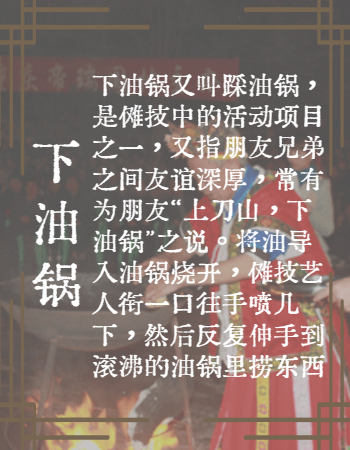 下油锅
下油锅又叫踩油锅，
是傩技中的活动项目
之一，又指朋友兄弟
之间友谊深厚，常有
为朋友“上刀山，下
油锅”之说。将油导
入油锅烧开，傩技艺
人衔一口往手喷几
下，然后反复伸手到
滚沸的油锅里捞东西